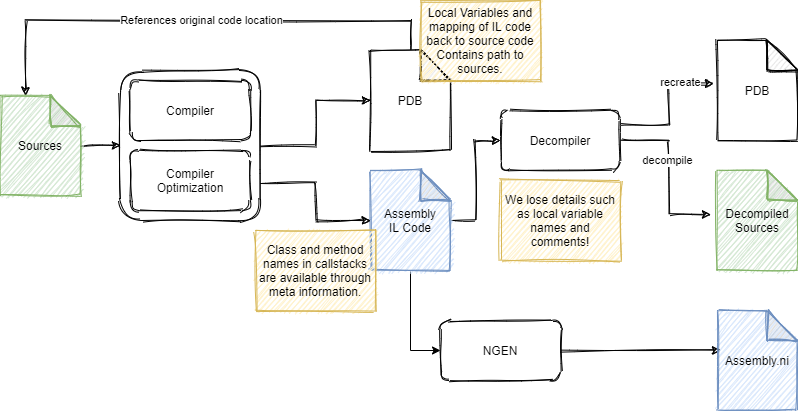 References original code location
Local Variables and
mapping of IL code
back to source code
Contains path to
sources.
Compiler
PDB
recreate
PDB
Sources
Decompiler
decompile
Compiler
Optimization
Assembly
IL Code
We lose details such
as local variable
names and
comments!
Decompiled
Sources
Class and method
names in callstacks
are available through
meta information.
NGEN
Assembly.ni